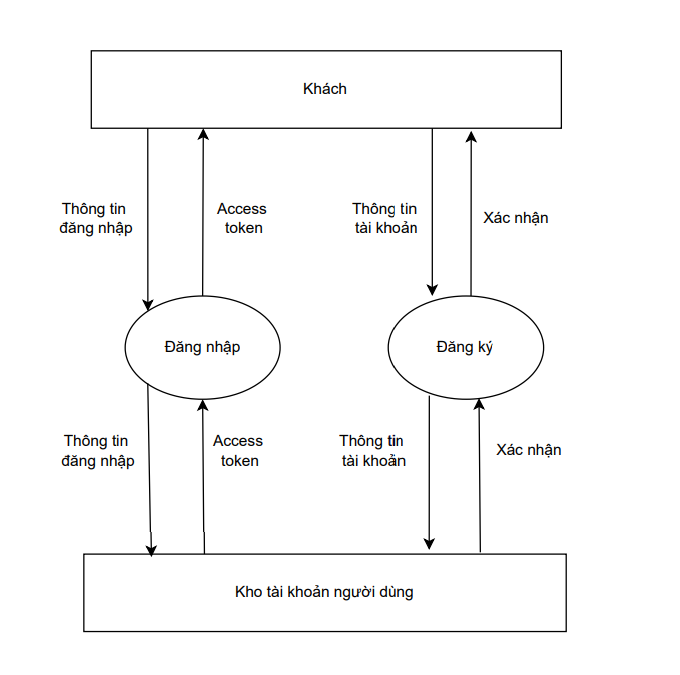 Khách
Thông tin
đăng nhập
Access
token
Thông tin
tài khoản
Xác nhận
Đăng nhập
Đăng ký
Thông tin
đăng nhập
Access
token
Thông tin
tài khoản
Xác nhận
Kho tài khoản người dùng